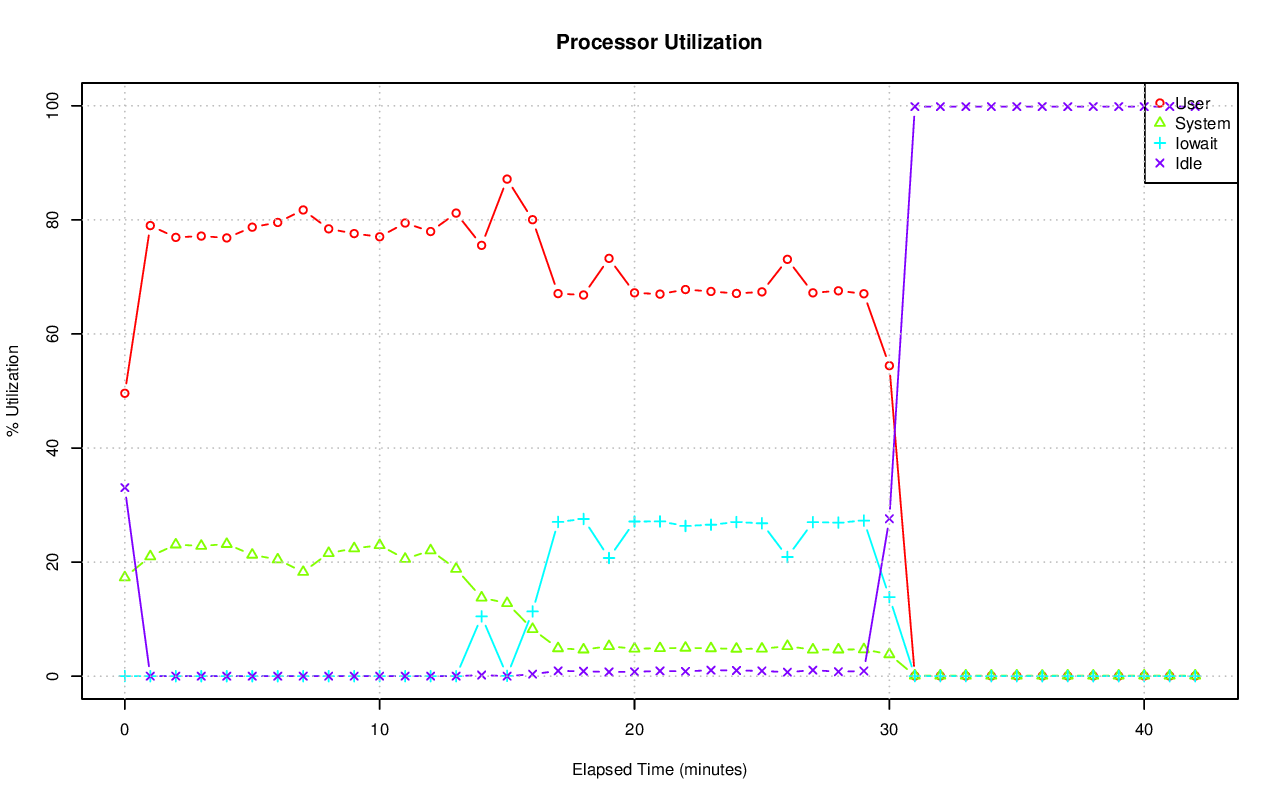 Processor Utilization
100
80
60
40
20
0
% Utilization
User
System
Iowait
Idle
0 10 20 30 40
Elapsed Time (minutes)